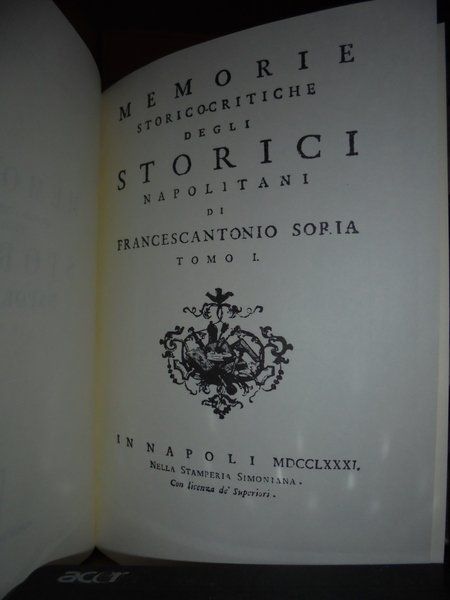 MEMORIE
STORICO-CRITICHE
DEGLI
STORICI
NAPOLITANI
DI
FRANCESCANTONIO SORIA
TOMO I.
IN NAPOLI MDCCLXXXI.
NELLA STAMPERIA SIMONIANA.
Con licenza de' Superiori.
acer